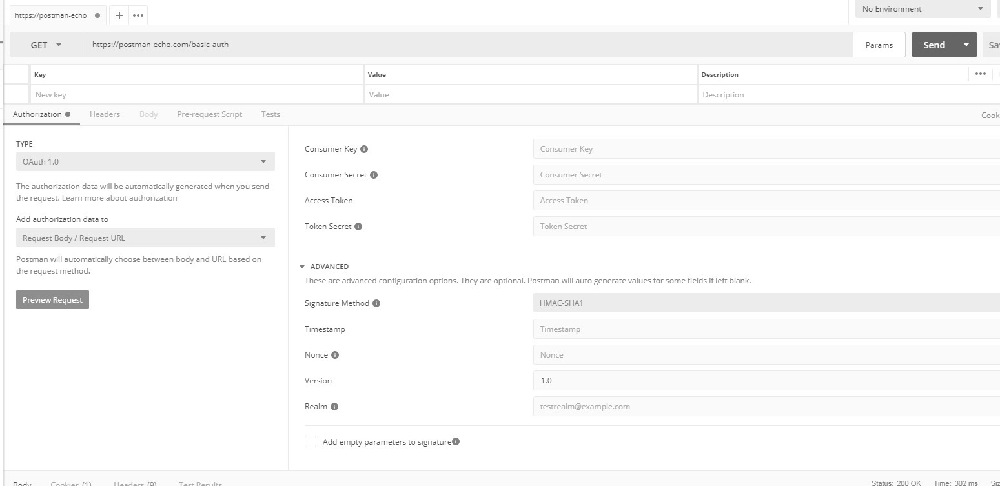 https://postman-echo
No Environment
GET
https://postman-echo.com/basic-auth
Params
Send
Key
Value
Description
New key
Value
Description
Authorization
Headers
Body
Pre-request Script
Tests
TYPE
OAuth 1.0
The authorization data will be automatically generated when you send
the request. Learn more about authorization
Add authorization data to
Request Body / Request URL
Postman will automatically choose between body and URL based on
the request method.
Preview Request
Consumer Key
Consumer Key
Consumer Secret
Consumer Secret
Access Token
Access Token
Token Secret
Token Secret
ADVANCED
These are advanced configuration options. They are optional. Postman will auto generate values for some fields if left blank.
Signature Method
HMAC-SHA1
Timestamp
Timestamp
Nonce
Nonce
Version
1.0
Realm
testrealm@example.com
Add empty parameters to signature
Body
Cookies (1)
Headers (9)
Test Results
Status: 200 OK
Time: 302 ms